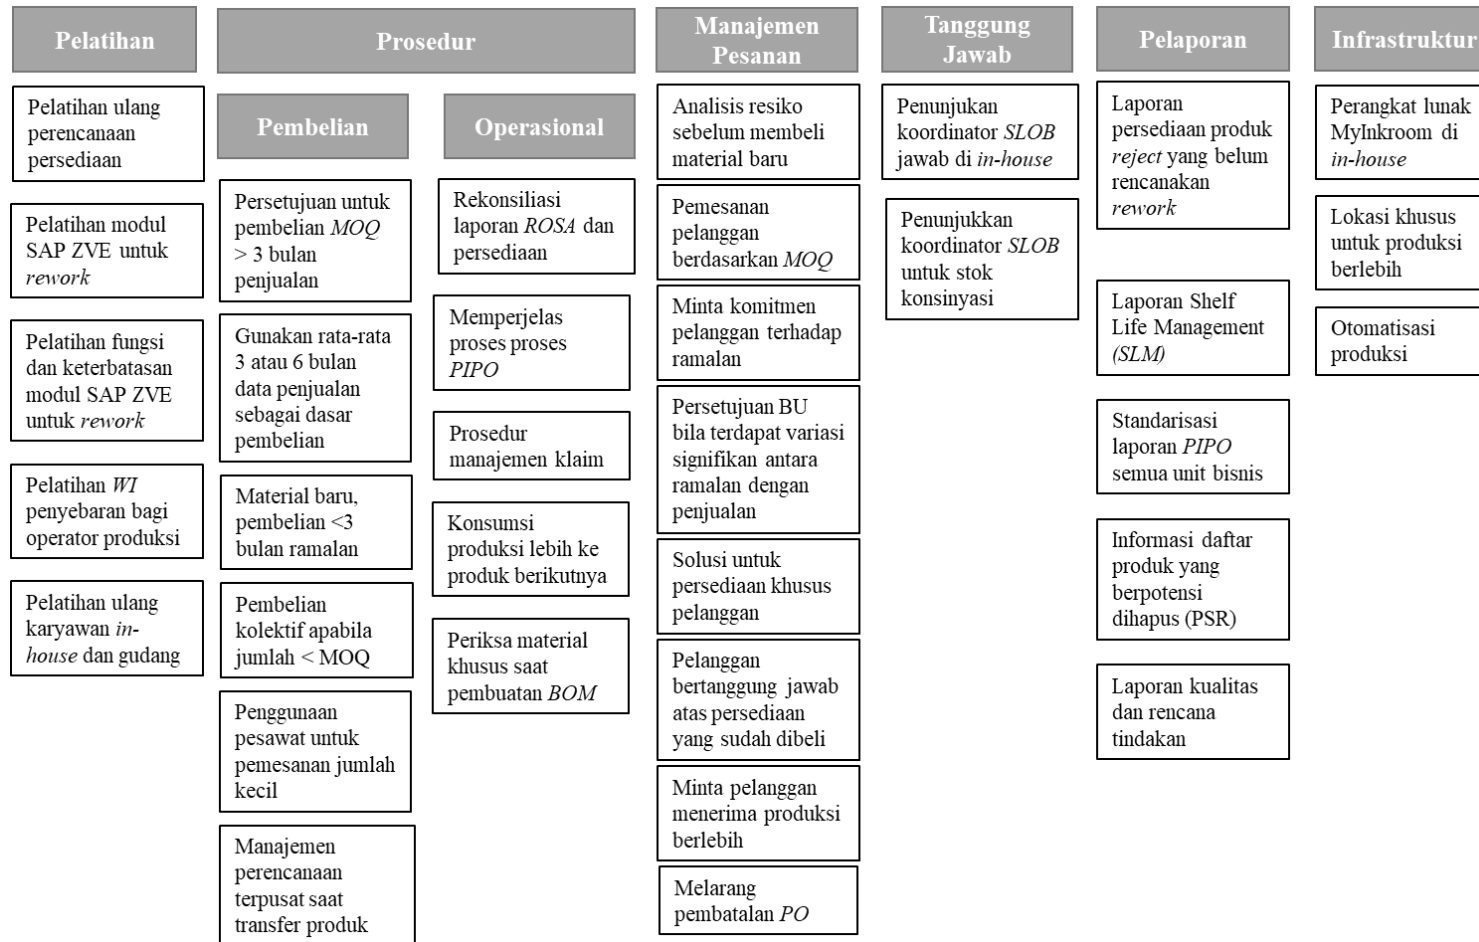 Pelatihan
Pelatihan ulang
perencanaan
persediaan
Pelatihan modul
SAP ZVE untuk
rework
Pelatihan fungsi
dan keterbatasan
modul SAP ZVE
untuk rework
Pelatihan WI
penyebaran bagi
operator produksi
Pelatihan ulang
karyawan in-
house dan gudang
Prosedur
Pembelian
Persetujuan untuk
pembelian MOQ
> 3 bulan
penjualan
Gunakan rata-rata
3 atau 6 bulan
data penjualan
sebagai dasar
pembelian
Material baru,
pembelian <3
bulan ramalan
Pembelian
kolektif apabila
jumlah < MOQ
Penggunaan
pesawat untuk
pemesanan jumlah
kecil
Manajemen
perencanaan
terpusat saat
transfer produk
Operasional
Rekonsiliasi
laporan ROSA dan
persediaan
Memperjelas
proses proses
PIPO
Prosedur
manajemen klaim
Konsumsi
produksi lebih ke
produk berikutnya
Periksa material
khusus saat
pembuatan BOM
Manajemen
Pesanan
Analisis resiko
sebelum membeli
material baru
Pemesanan
pelanggan
berdasarkan MOQ
Minta komitmen
pelanggan terhadap
ramalan
Persetujuan BU
bila terdapat variasi
signifikan antara
ramalan dengan
penjualan
Solusi untuk
persediaan khusus
pelanggan
Pelanggan
bertanggung jawab
atas persediaan
yang sudah dibeli
Minta pelanggan
menerima produksi
berlebih
Melarang
pembatalan PO
Tanggung
Jawab
Penunjukan
koordinator SLOB
jawab di in-house
Penunjukkan
koordinator SLOB
untuk stok
konsinyasi
Pelaporan
Laporan
persediaan produk
reject yang belum
rencanakan
rework
Laporan Shelf
Life Management
(SLM)
Standarisasi
laporan PIPO
semua unit bisnis
Informasi daftar
produk yang
berpotensi
dihapus (PSR)
Laporan kualitas
dan rencana
tindakan
Infrastruktur
Perangkat lunak
MyInkroom di
in-house
Lokasi khusus
untuk produksi
berlebih
Otomatisasi
produksi